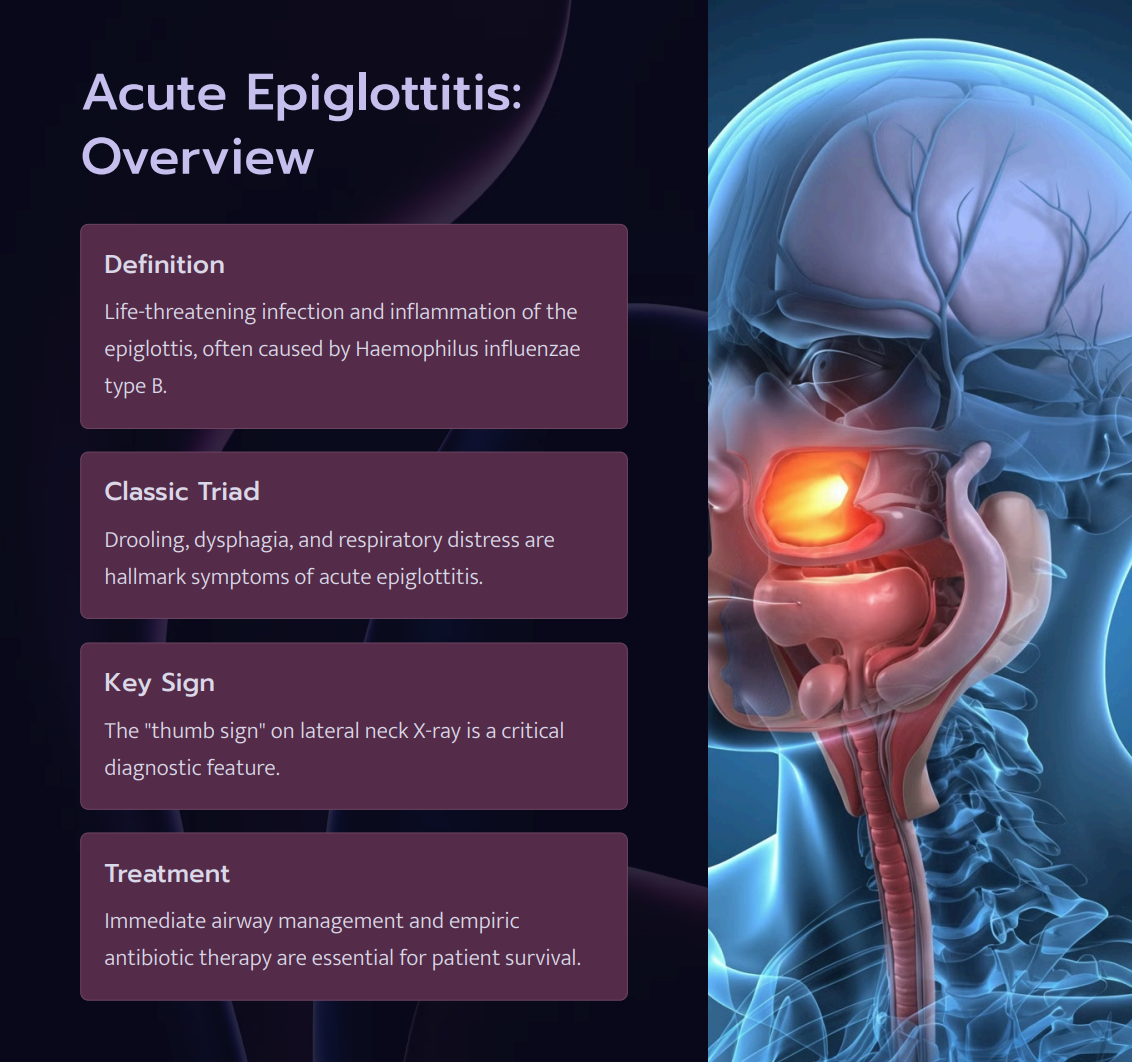 Acute Epiglottitis:
Overview
Definition
Life-threatening infection and inflammation of the
epiglottis, often caused by Haemophilus influenzae
type B.
Classic Triad
Drooling, dysphagia, and respiratory distress are
hallmark symptoms of acute epiglottitis.
Key Sign
The "thumb sign" on lateral neck X-ray is a critical
diagnostic feature.
Treatment
Immediate airway management and empiric
antibiotic therapy are essential for patient survival.